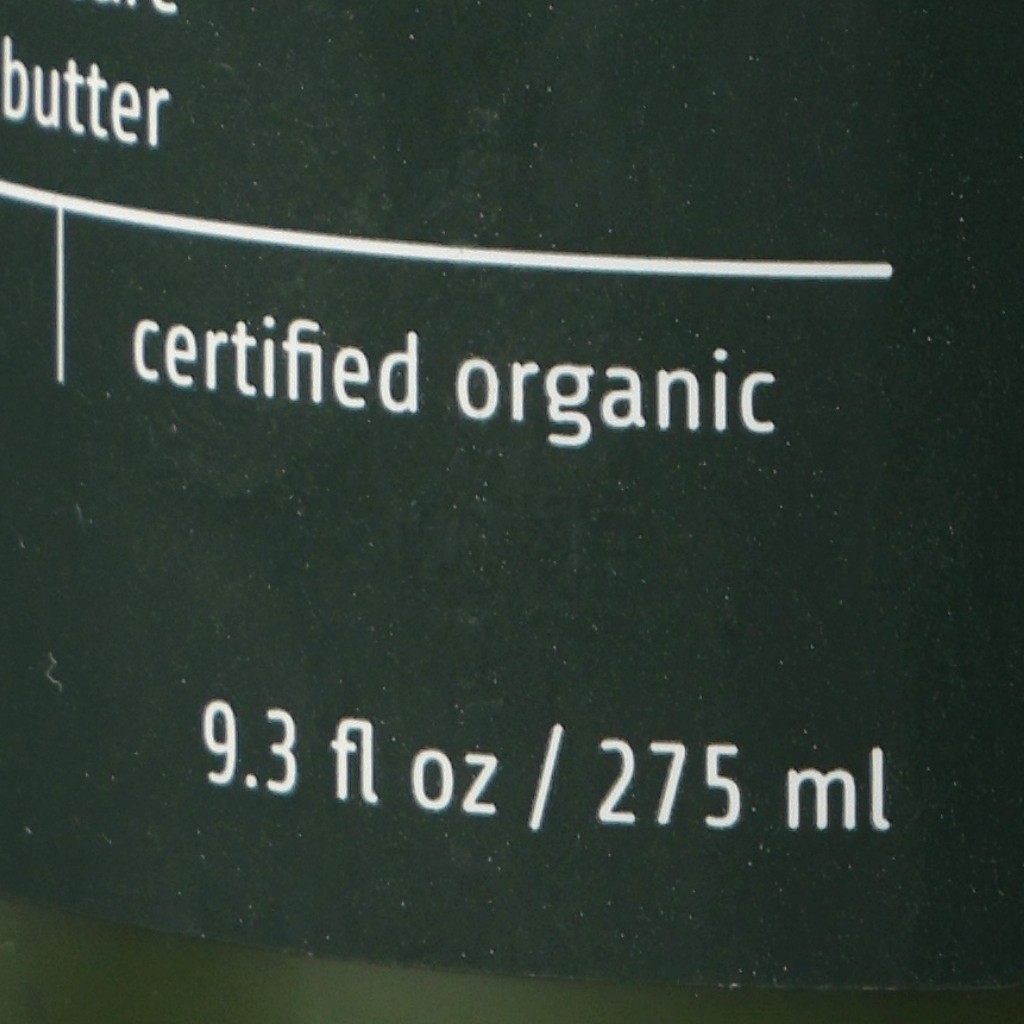 butter
certified organic
9.3 fl oz / 275 ml